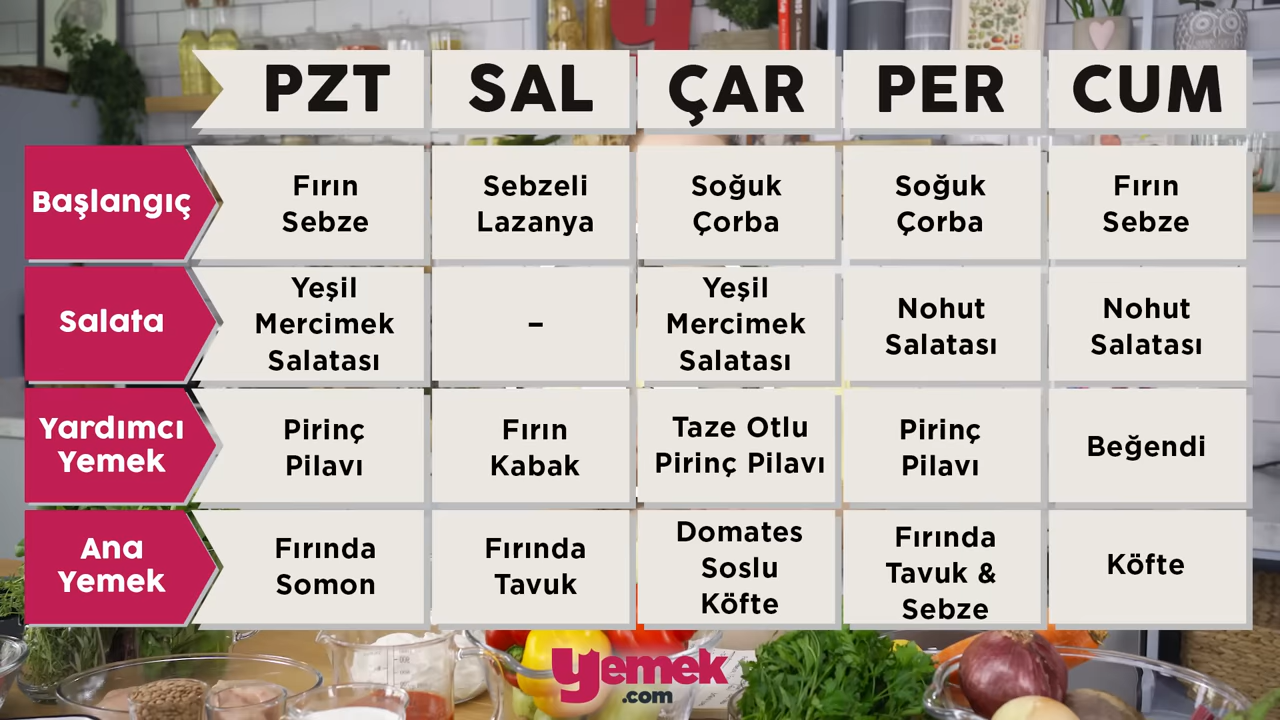 PZT SAL ÇAR PER CUM
Başlangıç
Fırın
Sebze
Sebzeli
Lazanya
Soğuk
Çorba
Soğuk
Çorba
Fırın
Sebze
Salata
Yeşil
Mercimek
Salatası
–
Yeşil
Mercimek
Salatası
Nohut
Salatası
Nohut
Salatası
Yardımcı
Yemek
Pirinç
Pilavı
Fırın
Kabak
Taze Otlu
Pirinç Pilavı
Pirinç
Pilavı
Beğendi
Ana
Yemek
Fırında
Somon
Fırında
Tavuk
Domates
Soslu
Köfte
Fırında
Tavuk &
Sebze
Köfte
yemek
.com